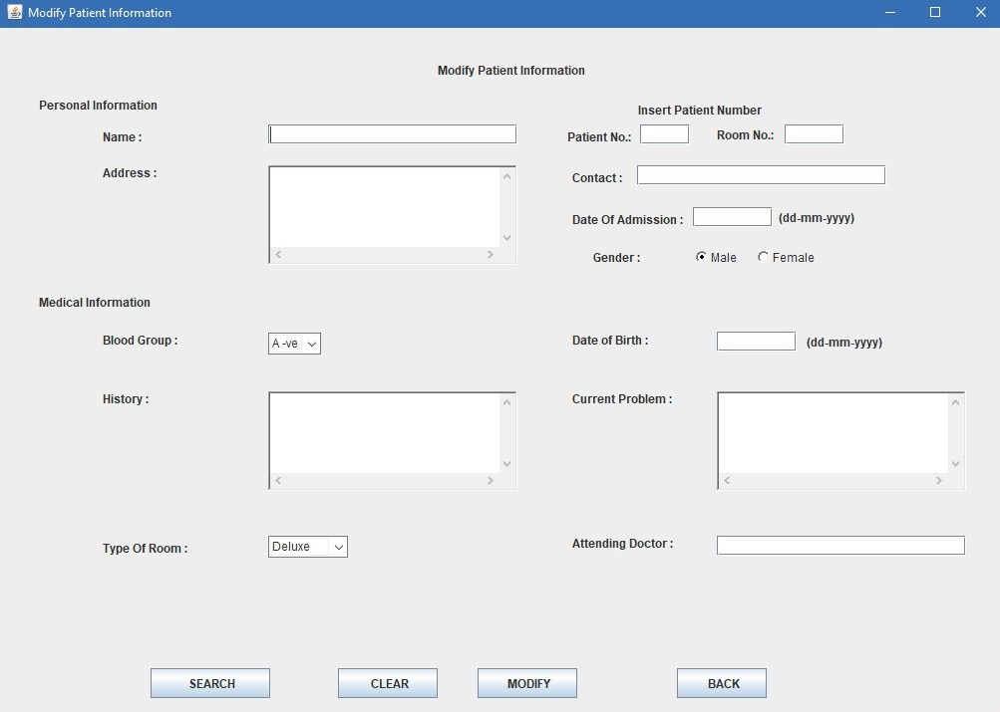 Modify Patient Information
Modify Patient Information
Personal Information
Insert Patient Number
Name :
Patient No.: Room No.:
Address :
Contact :
Date Of Admission : (dd-mm-yyyy)
Gender : Male Female
Medical Information
Blood Group : A -ve
Date of Birth : (dd-mm-yyyy)
History :
Current Problem :
Type Of Room : Deluxe
Attending Doctor :
SEARCH CLEAR MODIFY BACK